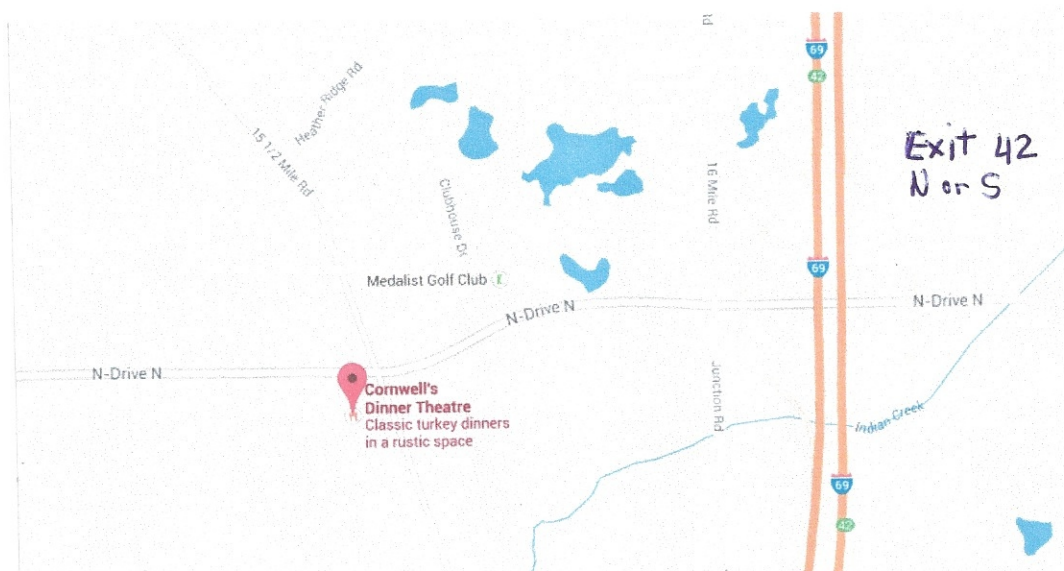 Rd
69
42
Heather Ridge Rd
15 1/2 Mile Rd
Exit 42
N or S
16 Mile Rd
Clubhouse Dr
69
Medalist Golf Club
N-Drive N
N-Drive N
N-Drive N
Cornwell's
Dinner Theatre
Classic turkey dinners
in a rustic space
Junction Rd
Indian Creek
69
42